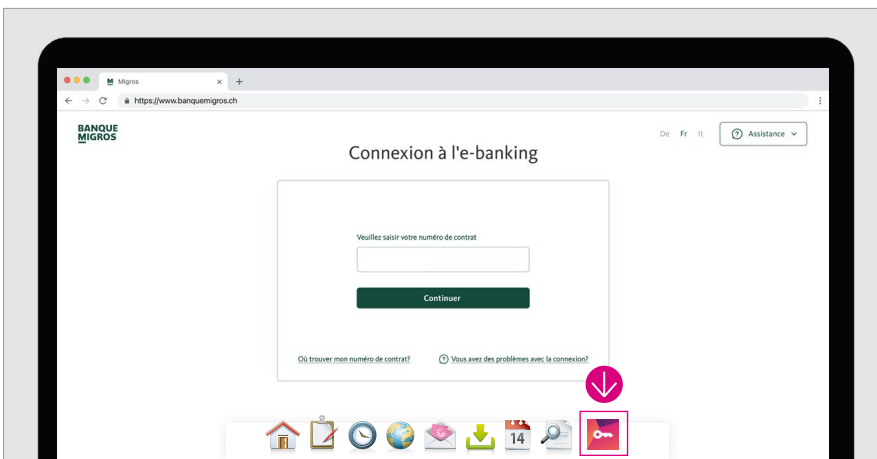 M Migros
https://www.banquemigros.ch
BANQUE
MIGROS
De Fr It
Assistance
Connexion à l'e-banking
Veuillez saisir votre numéro de contrat
Continuer
Où trouver mon numéro de contrat?
Vous avez des problèmes avec la connexion?
14